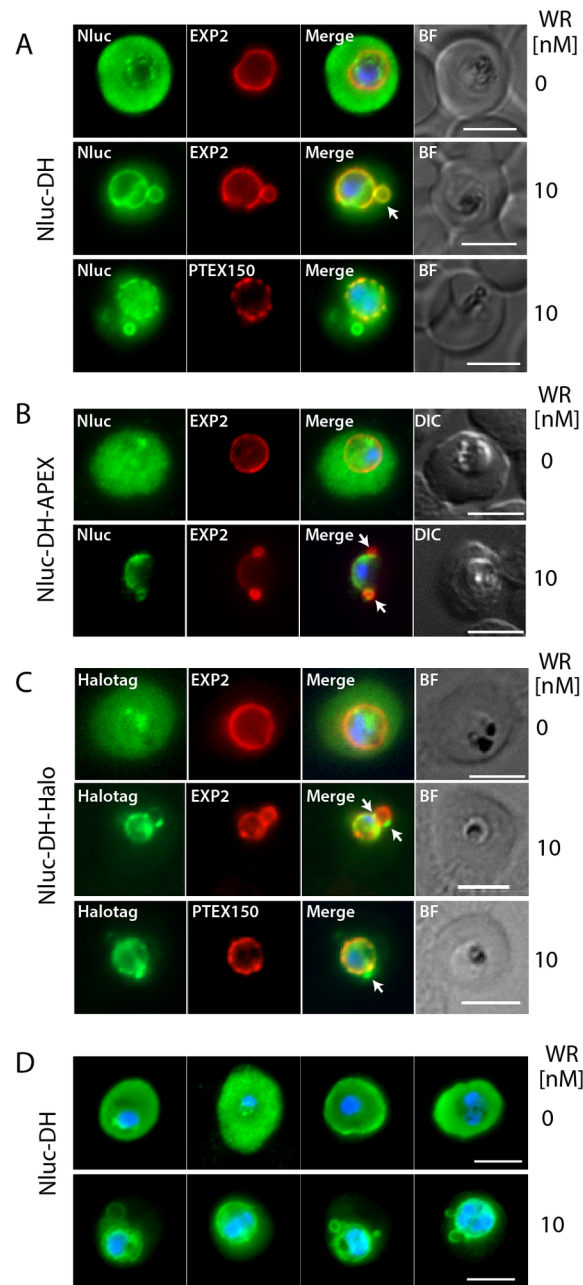 WR
[nM]
A
Nluc EXP2 Merge BF
0
Nluc EXP2 Merge BF
10
Nluc PTEX150 Merge BF
10
Nluc-DH
WR
[nM]
B
Nluc EXP2 Merge DIC
0
Nluc EXP2 Merge DIC
10
Nluc-DH-APEX
WR
[nM]
C
Halotag EXP2 Merge BF
0
Halotag EXP2 Merge BF
10
Halotag PTEX150 Merge BF
10
Nluc-DH-Halo
WR
[nM]
D
0
10
Nluc-DH